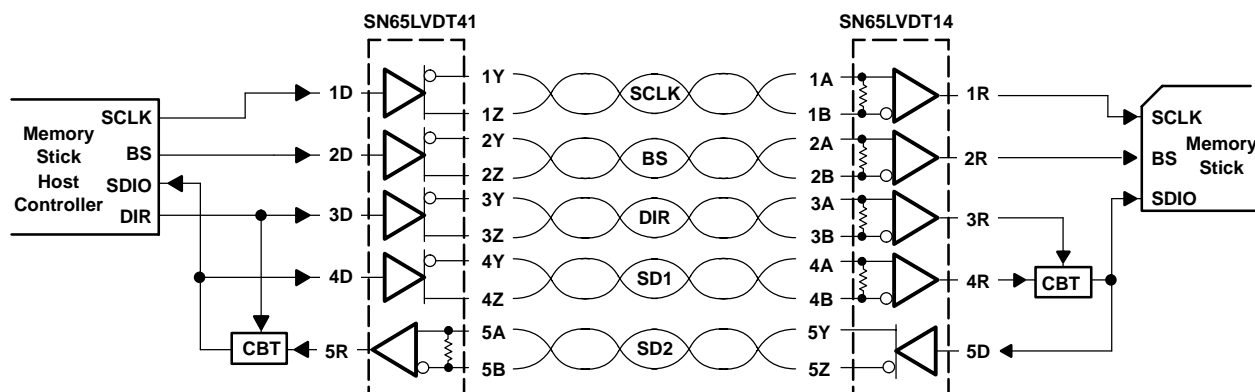 SN65LVDT41
SN65LVDT14
Memory
Stick
Host
Controller
SCLK
BS
SDIO
DIR
1D
2D
3D
4D
5R
CBT
1Y
1Z
2Y
2Z
3Y
3Z
4Y
4Z
5A
5B
SCLK
BS
DIR
SD1
SD2
1A
1B
2A
2B
3A
3B
4A
4B
5Y
5Z
1R
2R
3R
4R
5D
CBT
SCLK
BS
SDIO
Memory
Stick